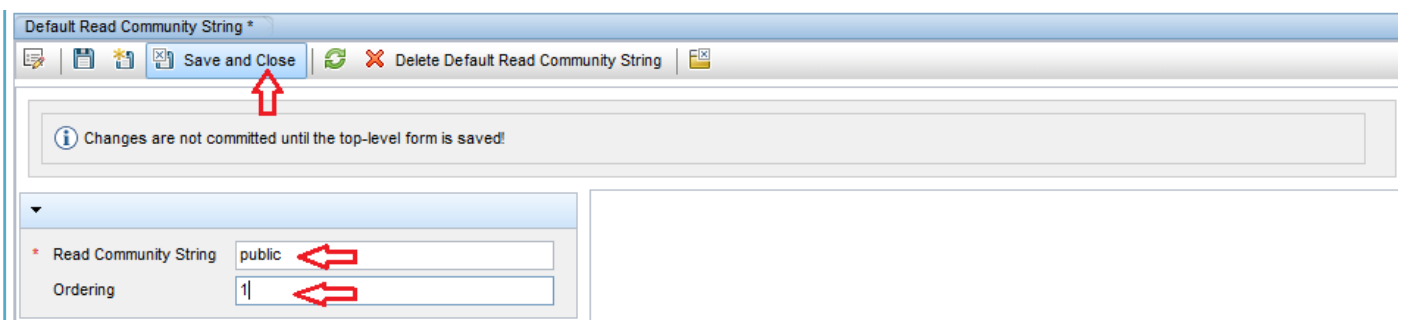 Default Read Community String *
Save and Close Delete Default Read Community String
Changes are not committed until the top-level form is saved!
* Read Community String public
Ordering 1